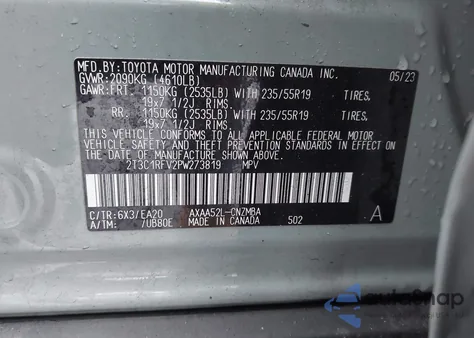 MFD. BY: TOYOTA MOTOR MANUFACTURING CANADA INC. 05/23
GVWR: 2090KG (4610LB)
GAWR: FRT. 1150KG (2535LB) WITH 235/55R19 TIRES,
19x7 1/2J RIMS.
RR. 1150KG (2535LB) WITH 235/55R19 TIRES,
19x7 1/2J RIMS.
THIS VEHICLE CONFORMS TO ALL APPLICABLE FEDERAL MOTOR
VEHICLE SAFETY AND THEFT PREVENTION STANDARDS IN
EFFECT ON THE DATE OF MANUFACTURE SHOWN ABOVE.
2T3C1RFV2PW273819 MPV
C/TR: 6X3/EA20 AXAA52L-CNZMBA A
A/TM: /UB80E MADE IN CANADA 502
autosnap